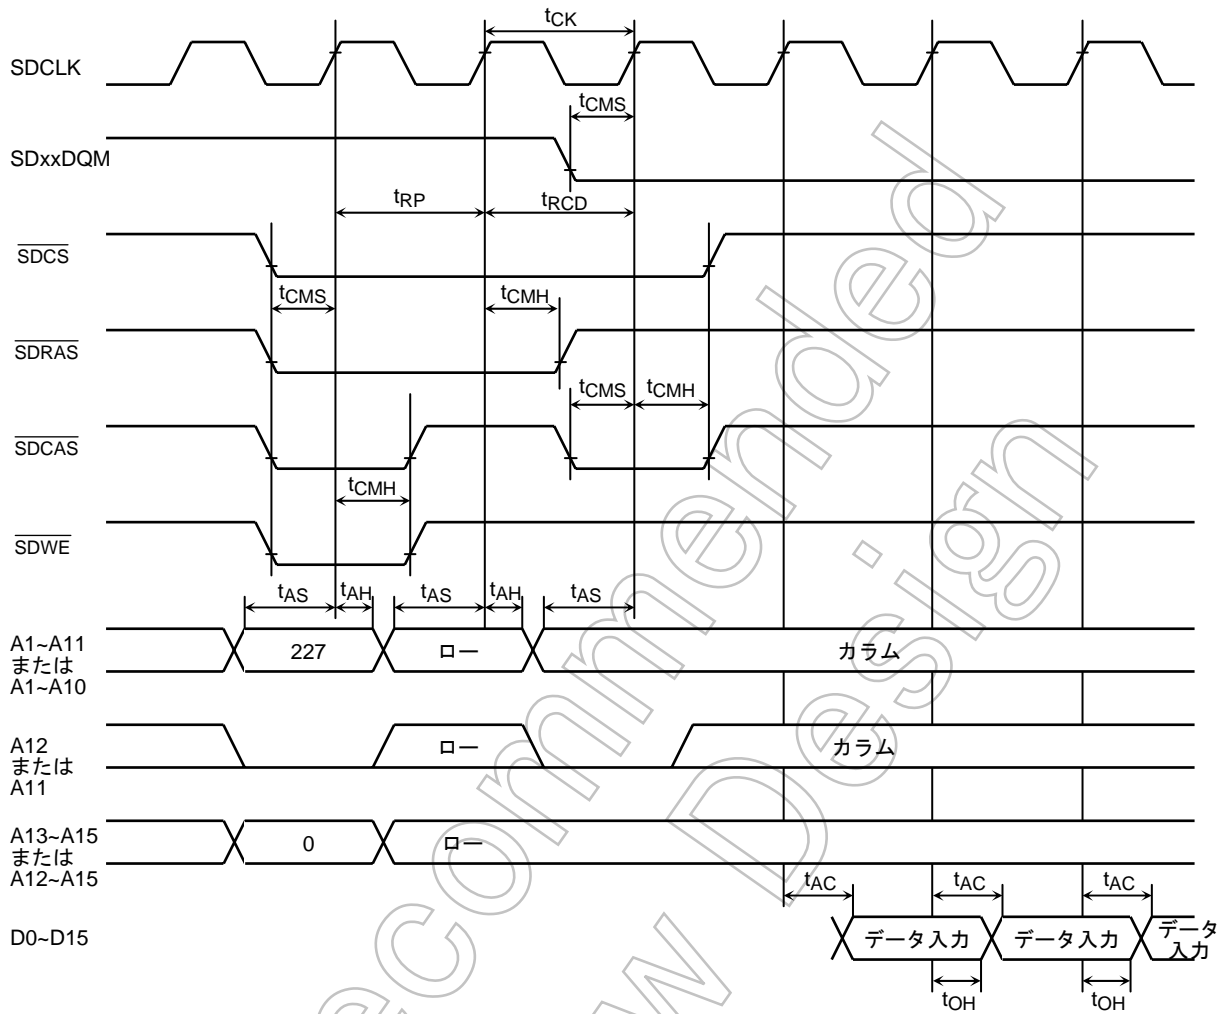 tCK
SDCLK
tCMS
SDxxDQM
tRP
tRCD
SDCS
tCMS
tCMH
SDRAS
tCMS
tCMH
SDCAS
tCMH
SDWE
tAS
tAH
tAS
tAH
tAS
A1~A11
または
A1~A10
227
ロー
カラム
A12
または
A11
ロー
カラム
A13~A15
または
A12~A15
0
ロー
tAC
tAC
tAC
D0~D15
データ入力
データ入力
データ
入力
tOH
tOH
ecommended
w Design